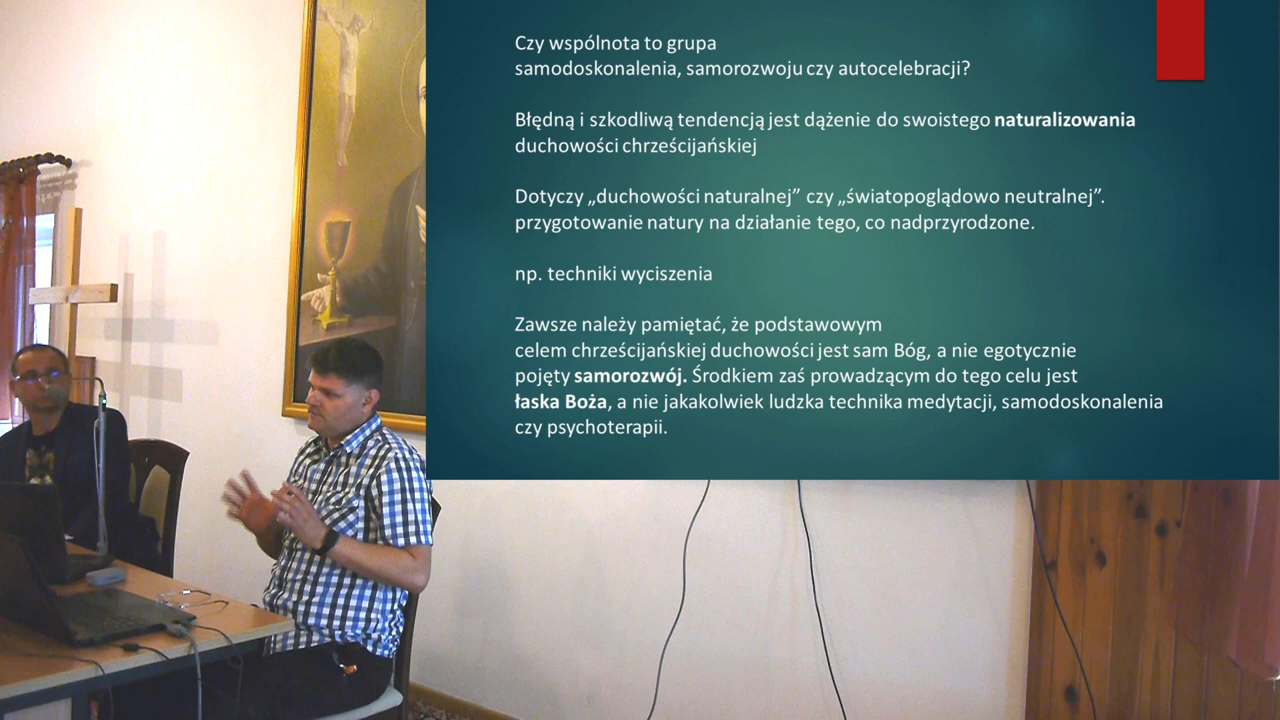 Czy wspólnota to grupa
samodoskonalenia, samorozwoju czy autocelebracji?
Błędną i szkodliwą tendencją jest dążenie do swoistego naturalizowania
duchowości chrześcijańskiej
Dotyczy „duchowości naturalnej” czy „światopoglądowo neutralnej”.
przygotowanie natury na działanie tego, co nadprzyrodzone.
np. techniki wyciszenia
Zawsze należy pamiętać, że podstawowym
celem chrześcijańskiej duchowości jest sam Bóg, a nie egotycznie
pojęty samorozwój. Środkiem zaś prowadzącym do tego celu jest
łaska Boża, a nie jakakolwiek ludzka technika medytacji, samodoskonalenia
czy psychoterapii.